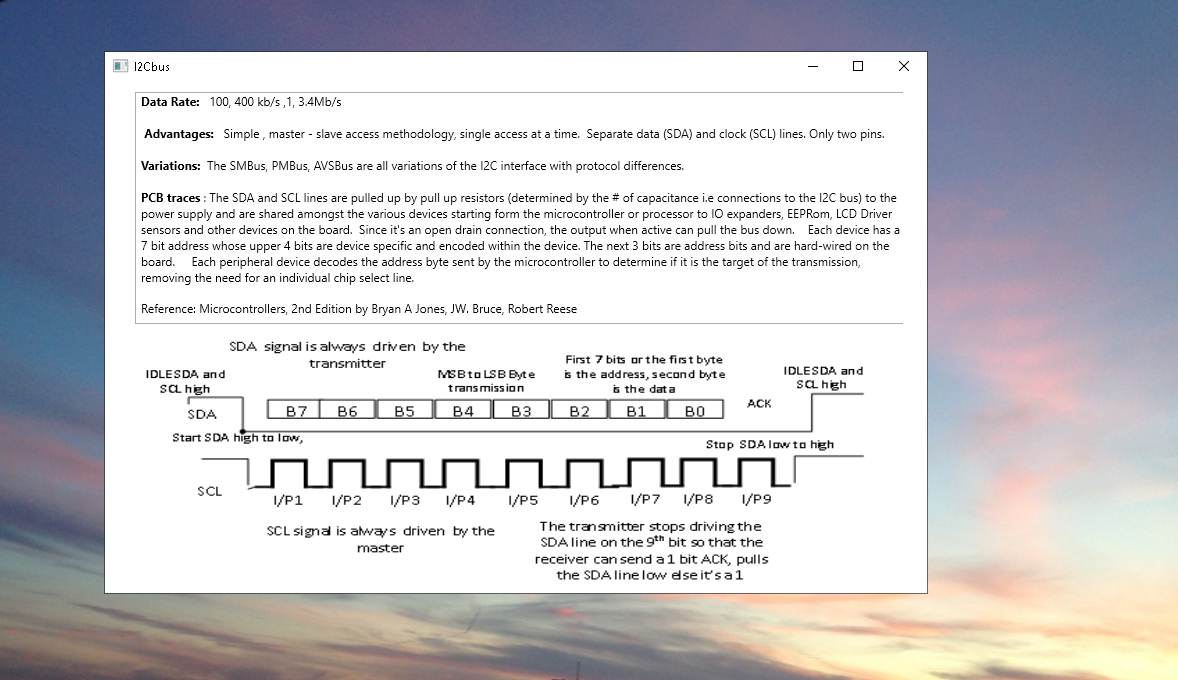 I2Cbus
Data Rate: 100, 400 kb/s ,1, 3.4Mb/s
Advantages: Simple , master - slave access methodology, single access at a time. Separate data (SDA) and clock (SCL) lines. Only two pins.
Variations: The SMBus, PMBus, AVSBus are all variations of the I2C interface with protocol differences.
PCB traces : The SDA and SCL lines are pulled up by pull up resistors (determined by the # of capacitance i.e connections to the I2C bus) to the
power supply and are shared amongst the various devices starting form the microcontroller or processor to IO expanders, EEPRom, LCD Driver
sensors and other devices on the board. Since it's an open drain connection, the output when active can pull the bus down. Each device has a
7 bit address whose upper 4 bits are device specific and encoded within the device. The next 3 bits are address bits and are hard-wired on the
board. Each peripheral device decodes the address byte sent by the microcontroller to determine if it is the target of the transmission,
removing the need for an individual chip select line.
Reference: Microcontrollers, 2nd Edition by Bryan A Jones, JW. Bruce, Robert Reese
SDA signal is always driven by the
transmitter
IDLESDA and
SCL high
MSB to LSB Byte
transmission
First 7 bits or the first byte
is the address, second byte
is the data
IDLESDA and
SCL high
SDA
B7 B6 B5 B4 B3 B2 B1 B0
ACK
Start SDA high to low,
Stop SDA low to high
SCL
I/P1 I/P2 I/P3 I/P4 I/P5 I/P6 I/P7 I/P8 I/P9
SCL signal is always driven by the
master
The transmitter stops driving the
SDA line on the 9th bit so that the
receiver can send a 1 bit ACK, pulls
the SDA line low else it's a 1